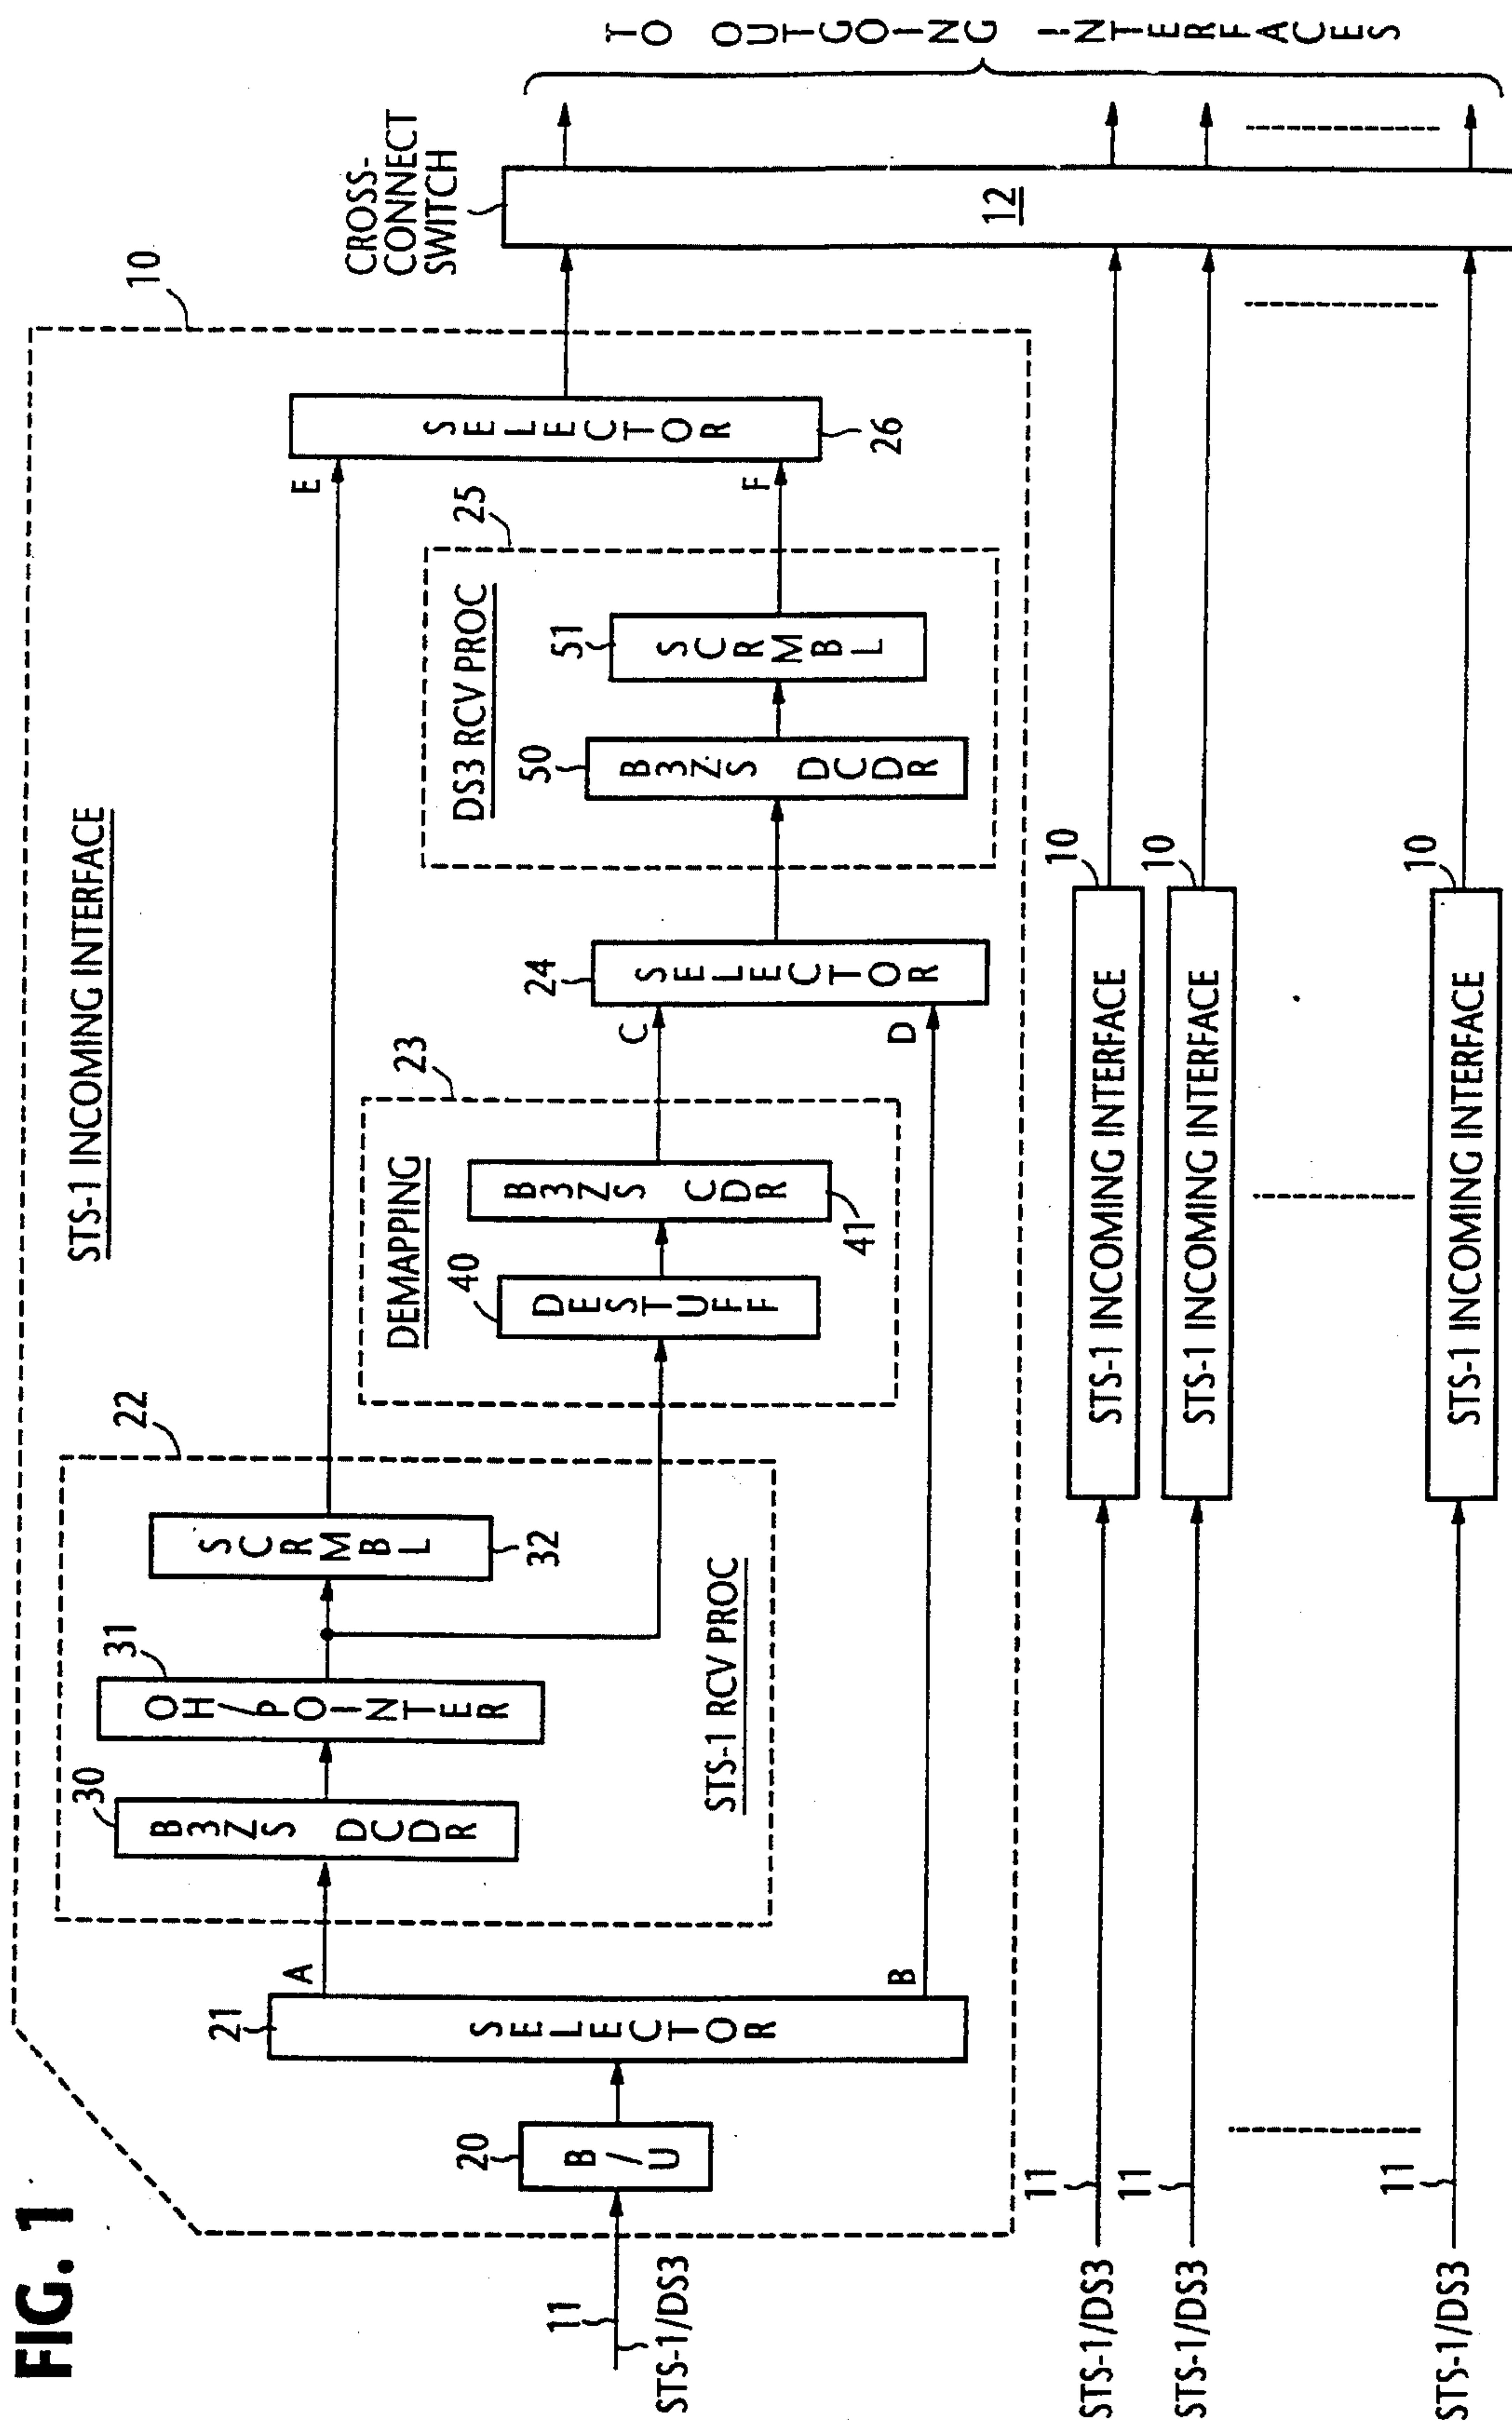 FIG. 1
STS-1 INCOMING INTERFACE
10
CROSS-
CONNECT
SWITCH
TO OUTGOING INTERFACES
11
STS-1/DS3
20
B/U
21
SELECTOR
A
B
22
30
B3ZS DCDR
31
OH/POINTER
SCRMBL
32
STS-1 RCV PROC
23
DEMAPPING
40
DESTUFF
B3ZS CDR
41
C
D
24
SELECTOR
25
DS3 RCV PROC
50
B3ZS DCDR
51
SCRMBL
E
F
SELECTOR
26
12
STS-1/DS3
11
STS-1 INCOMING INTERFACE
10
STS-1/DS3
11
STS-1 INCOMING INTERFACE
10
STS-1/DS3
11
STS-1 INCOMING INTERFACE
10